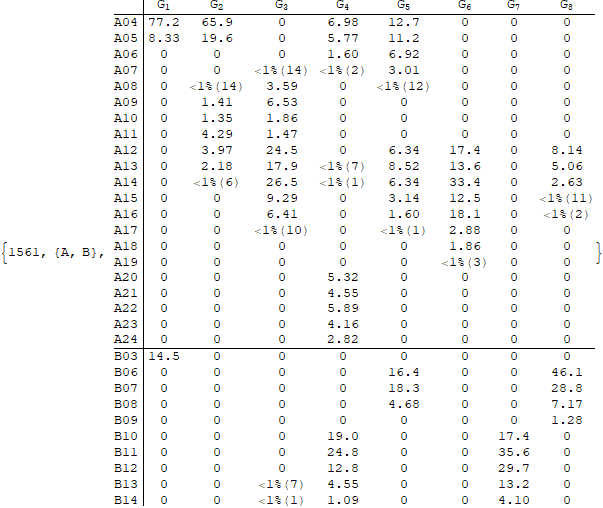 G₁ G₂ G₃ G₄ G₅ G₆ G₇ G₈
A04 77.2 65.9 0 6.98 12.7 0 0 0
A05 8.33 19.6 0 5.77 11.2 0 0 0
A06 0 0 0 1.60 6.92 0 0 0
A07 0 0 <1%(14) <1%(2) 3.01 0 0 0
A08 0 <1%(14) 3.59 0 <1%(12) 0 0 0
A09 0 1.41 6.53 0 0 0 0 0
A10 0 1.35 1.86 0 0 0 0 0
A11 0 4.29 1.47 0 0 0 0 0
A12 0 3.97 24.5 0 6.34 17.4 0 8.14
A13 0 2.18 17.9 <1%(7) 8.52 13.6 0 5.06
A14 0 <1%(6) 26.5 <1%(1) 6.34 33.4 0 2.63
A15 0 0 9.29 0 3.14 12.5 0 <1%(11)
A16 0 0 6.41 0 1.60 18.1 0 <1%(2)
A17 0 0 <1%(10) 0 <1%(1) 2.88 0 0
A18 0 0 0 0 0 1.86 0 0
{1561, {A, B}, }
A19 0 0 0 0 0 <1%(3) 0 0
A20 0 0 0 5.32 0 0 0 0
A21 0 0 0 4.55 0 0 0 0
A22 0 0 0 5.89 0 0 0 0
A23 0 0 0 4.16 0 0 0 0
A24 0 0 0 2.82 0 0 0 0
B03 14.5 0 0 0 0 0 0 0
B06 0 0 0 0 16.4 0 0 46.1
B07 0 0 0 0 18.3 0 0 28.8
B08 0 0 0 0 4.68 0 0 7.17
B09 0 0 0 0 0 0 0 1.28
B10 0 0 0 19.0 0 0 17.4 0
B11 0 0 0 24.8 0 0 35.6 0
B12 0 0 0 12.8 0 0 29.7 0
B13 0 0 <1%(7) 4.55 0 0 13.2 0
B14 0 0 <1%(1) 1.09 0 0 4.10 0